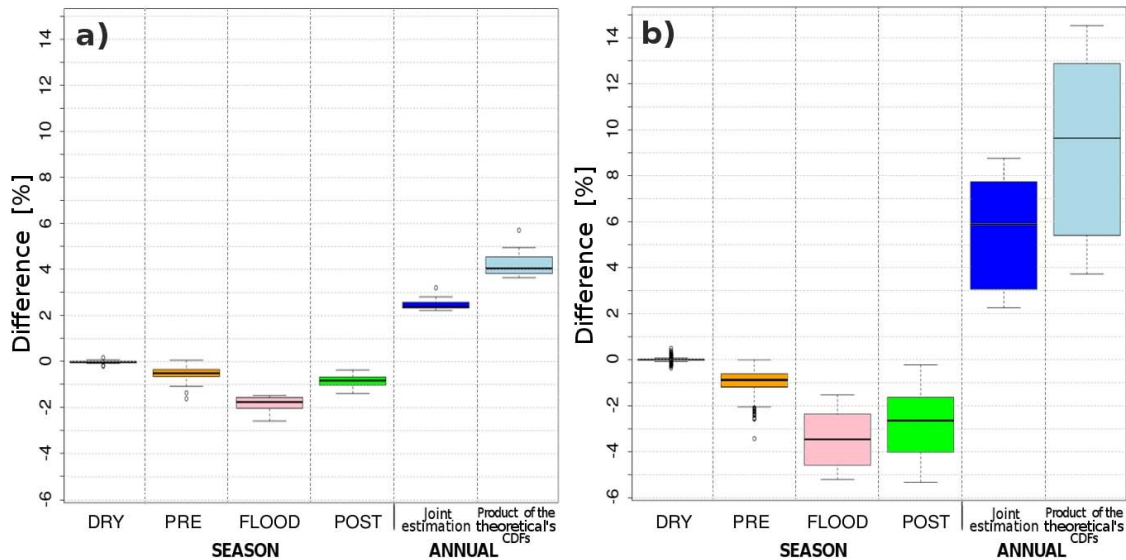 a)
Difference [%]
14
12
10
8
6
4
2
0
-2
-4
-6
DRY
PRE
FLOOD
POST
Joint
estimation
Product of the
theoretical's
CDFs
SEASON
ANNUAL
b)
Difference [%]
14
12
10
8
6
4
2
0
-2
-4
-6
DRY
PRE
FLOOD
POST
Joint
estimation
Product of the
theoretical's
CDFs
SEASON
ANNUAL